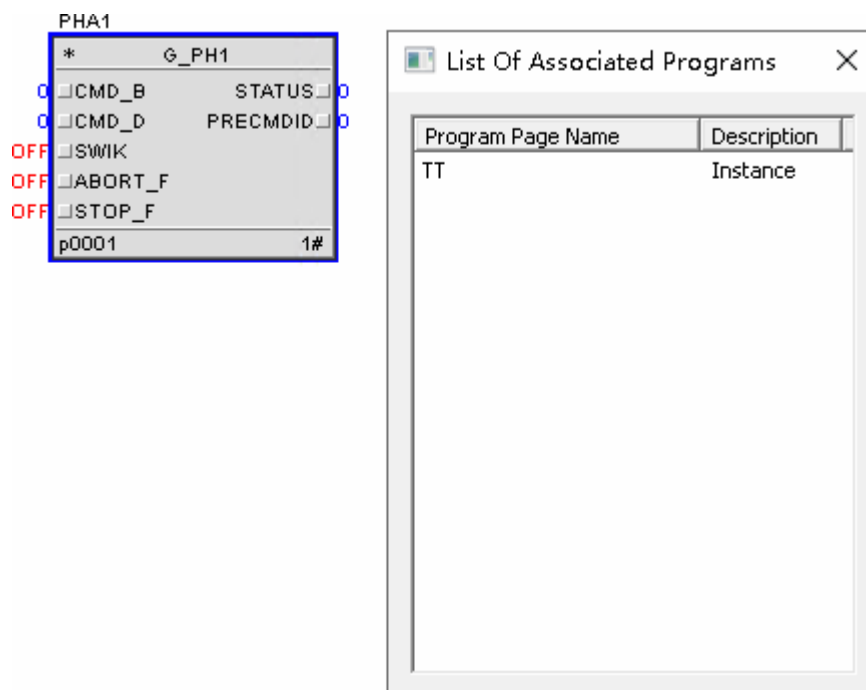 PHA1
* G_PH1
0 CMD_B STATUS 0
0 CMD_D PRECMDID 0
OFF SWIK
OFF ABORT_F
OFF STOP_F
p0001 1#
List Of Associated Programs
Program Page Name Description
TT Instance